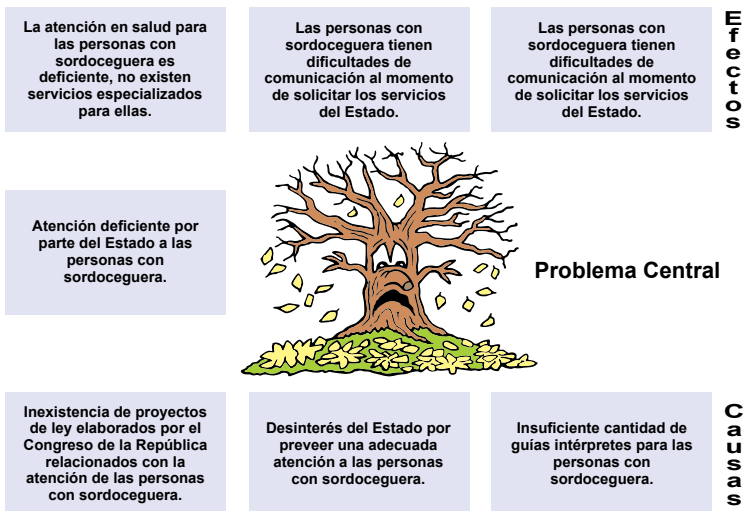 La atención en salud para
las personas con
sordoceguera es
deficiente, no existen
servicios especializados
para ellas.
Las personas con
sordoceguera tienen
dificultades de
comunicación al momento
de solicitar los servicios
del Estado.
Las personas con
sordoceguera tienen
dificultades de
comunicación al momento
de solicitar los servicios
del Estado.
Efectos
Atención deficiente por
parte del Estado a las
personas con
sordoceguera.
Problema Central
Inexistencia de proyectos
de ley elaborados por el
Congreso de la República
relacionados con la
atención de las personas
con sordoceguera.
Desinterés del Estado por
preveer una adecuada
atención a las personas
con sordoceguera.
Insuficiente cantidad de
guías intérpretes para las
personas con
sordoceguera.
Causas